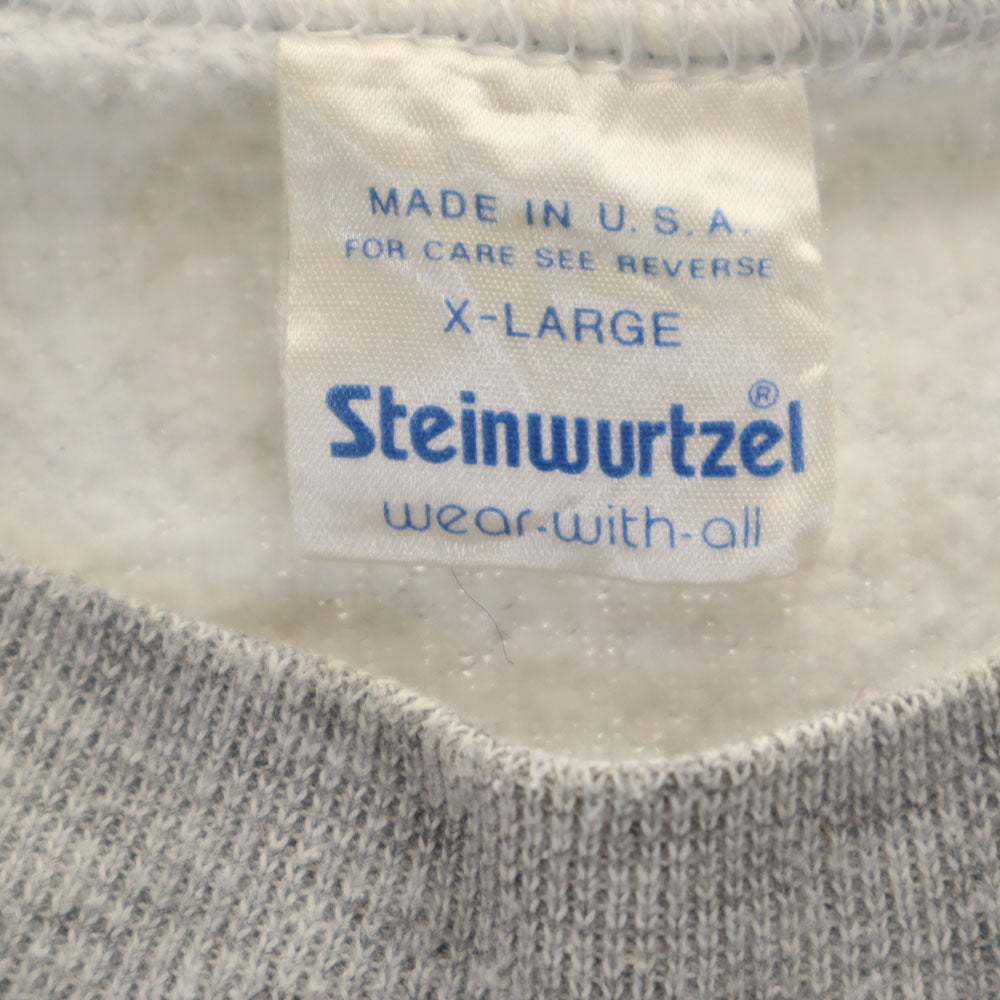 MADE IN U.S.A.
FOR CARE SEE REVERSE
X-LARGE
Steinwurtzel®
wear-with-all